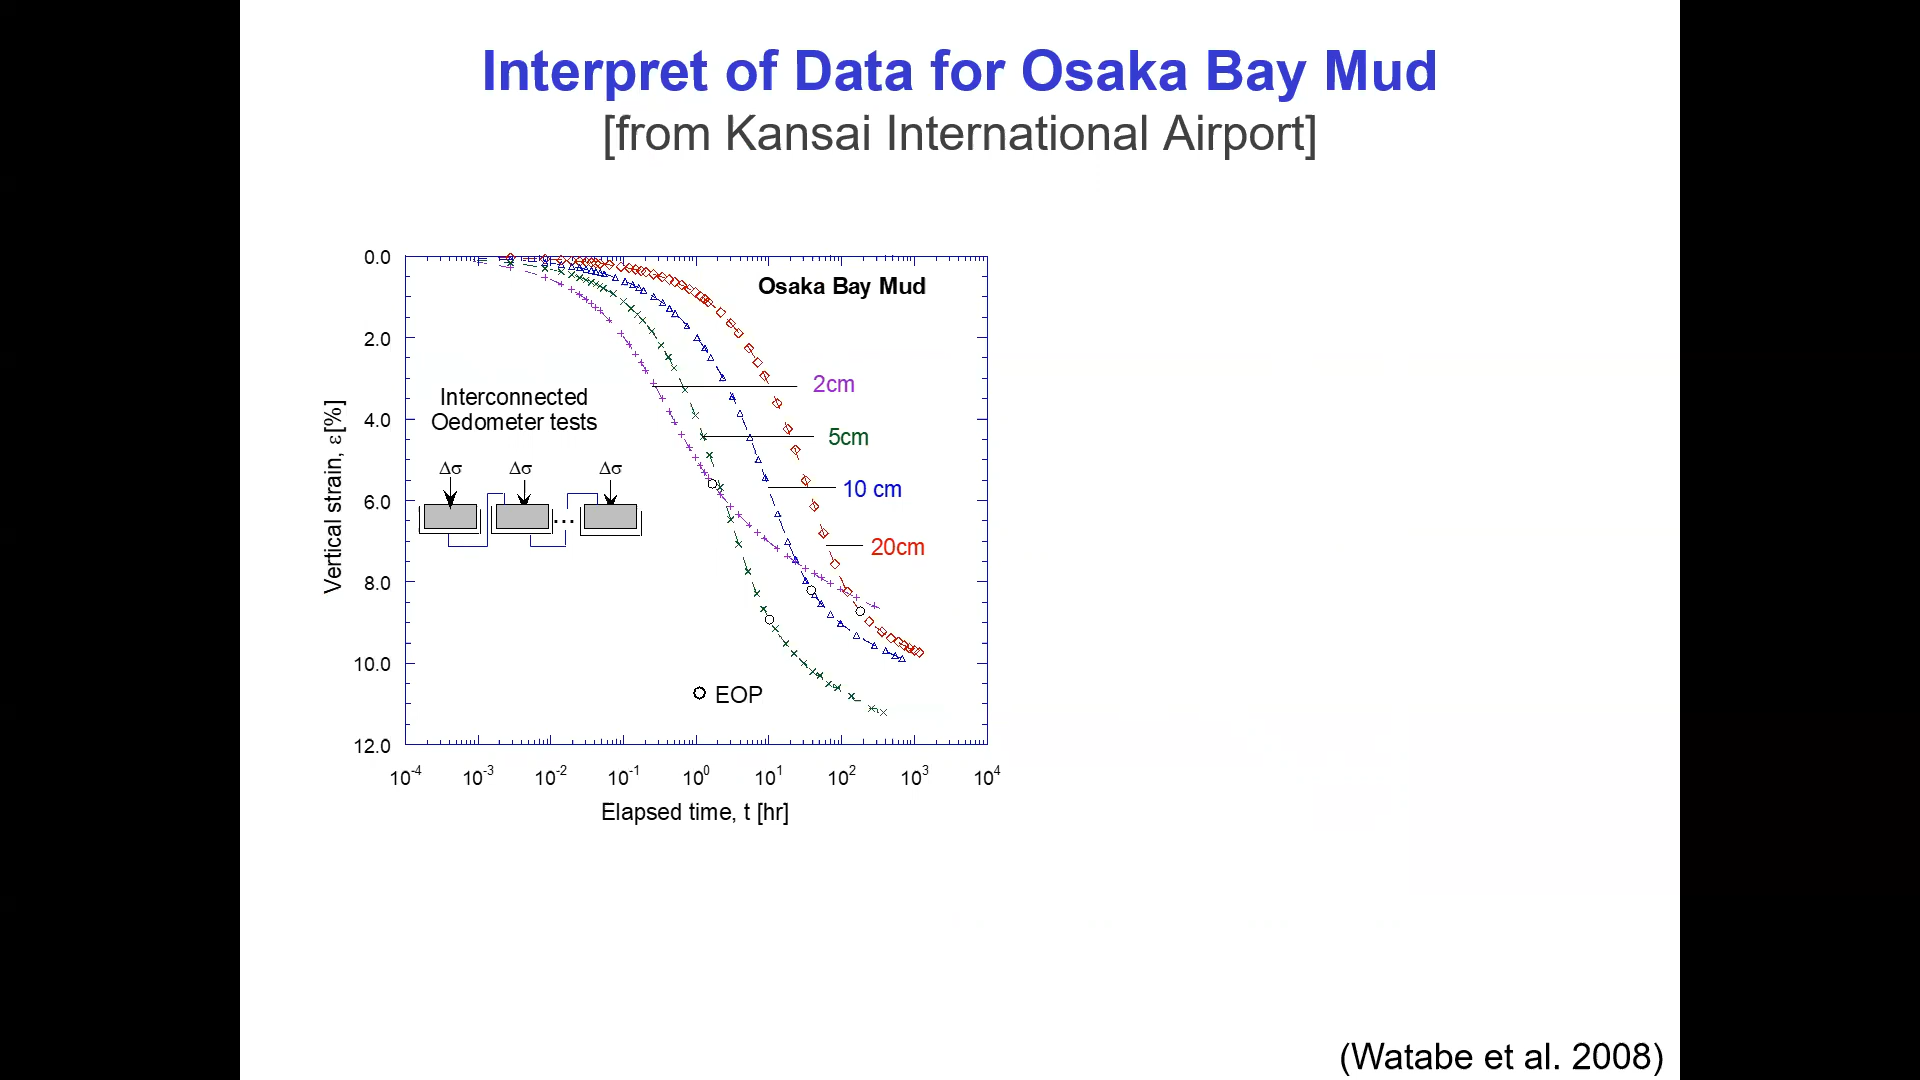 Interpret of Data for Osaka Bay Mud
[from Kansai International Airport]
0.0
2.0
4.0
6.0
8.0
10.0
12.0
Vertical strain, ε[%]
Osaka Bay Mud
Interconnected
Oedometer tests
Δσ Δσ Δσ
...
2cm
5cm
10 cm
20cm
EOP
10⁻⁴ 10⁻³ 10⁻² 10⁻¹ 10⁰ 10¹ 10² 10³ 10⁴
Elapsed time, t [hr]
(Watabe et al. 2008)